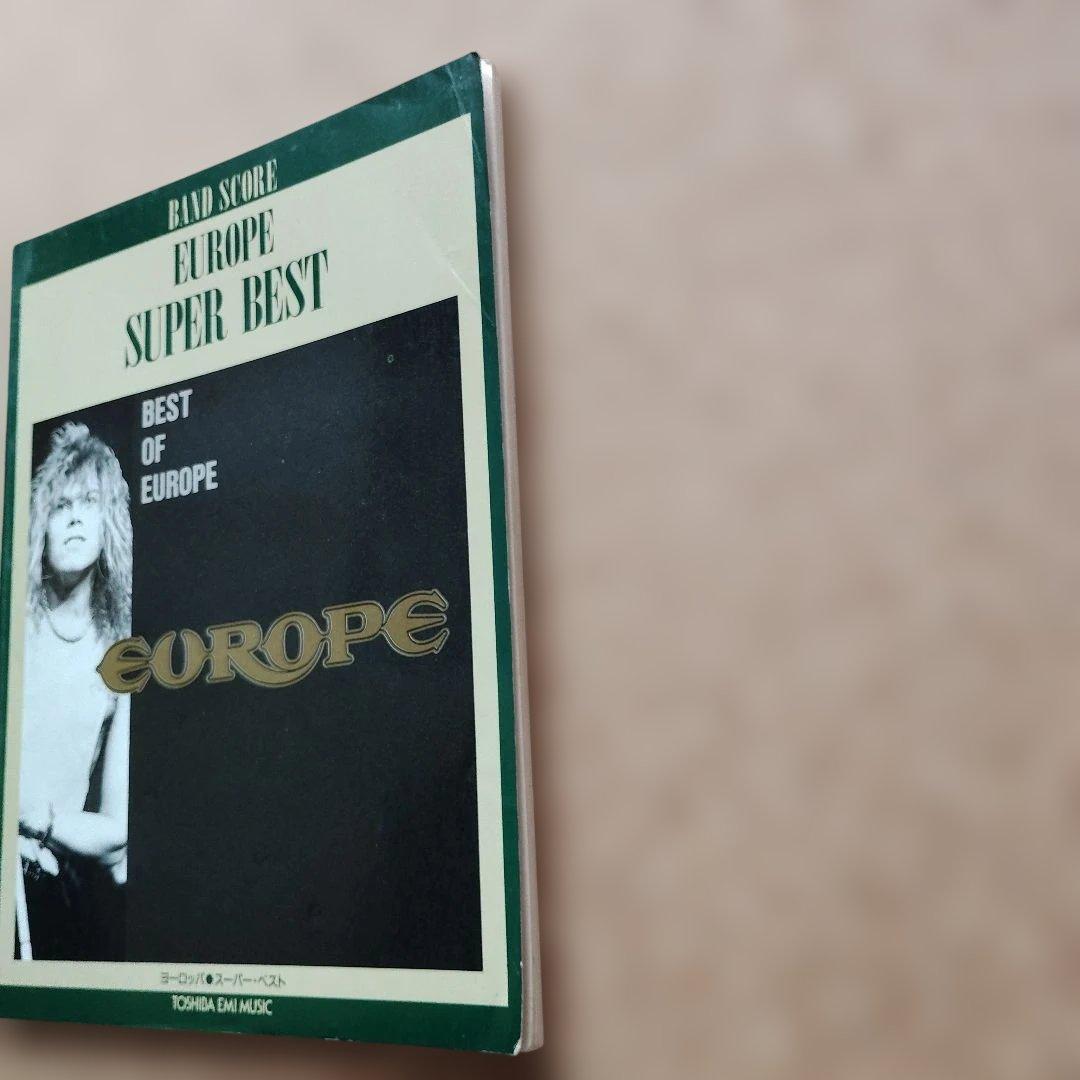 BAND SCORE
EUROPE
SUPER BEST
BEST
OF
EUROPE
EUROPE
ヨーロッパ●スーパー・ベスト
TOSHIBA EMI MUSIC